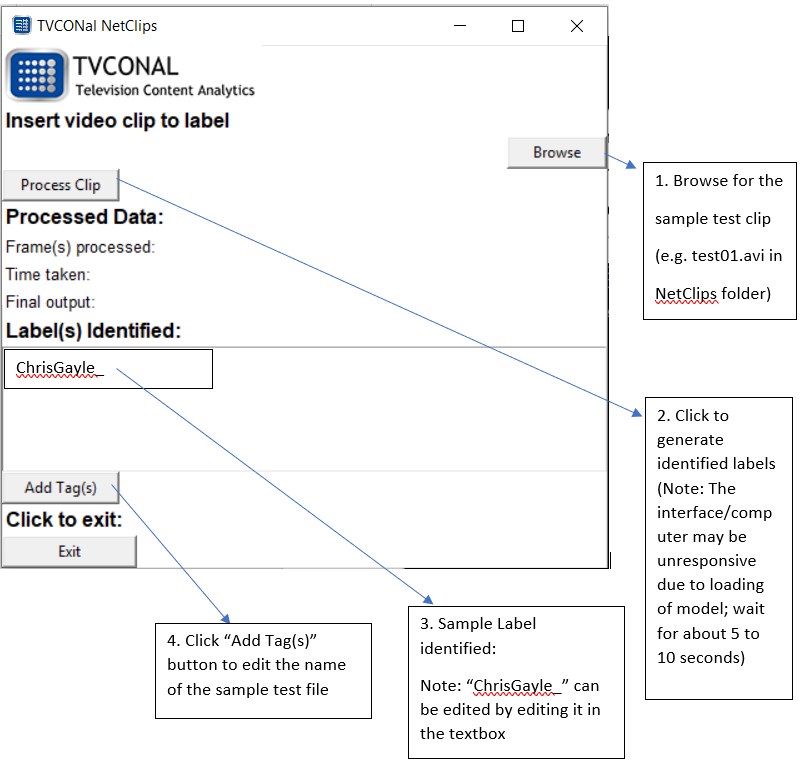 TVCONal NetClips
TVCONAL
Television Content Analytics
Insert video clip to label
Browse
Process Clip
Processed Data:
Frame(s) processed:
Time taken:
Final output:
Label(s) Identified:
ChrisGayle_
Add Tag(s)
Click to exit:
Exit
1. Browse for the
sample test clip
(e.g. test01.avi in
NetClips folder)
2. Click to
generate
identified labels
(Note: The
interface/comp
uter may be
unresponsive
due to loading
of model; wait
for about 5 to
10 seconds)
3. Sample Label
identified:
Note: “ChrisGayle_” can
be edited by editing it in
the textbox
4. Click “Add Tag(s)”
button to edit the name
of the sample test file